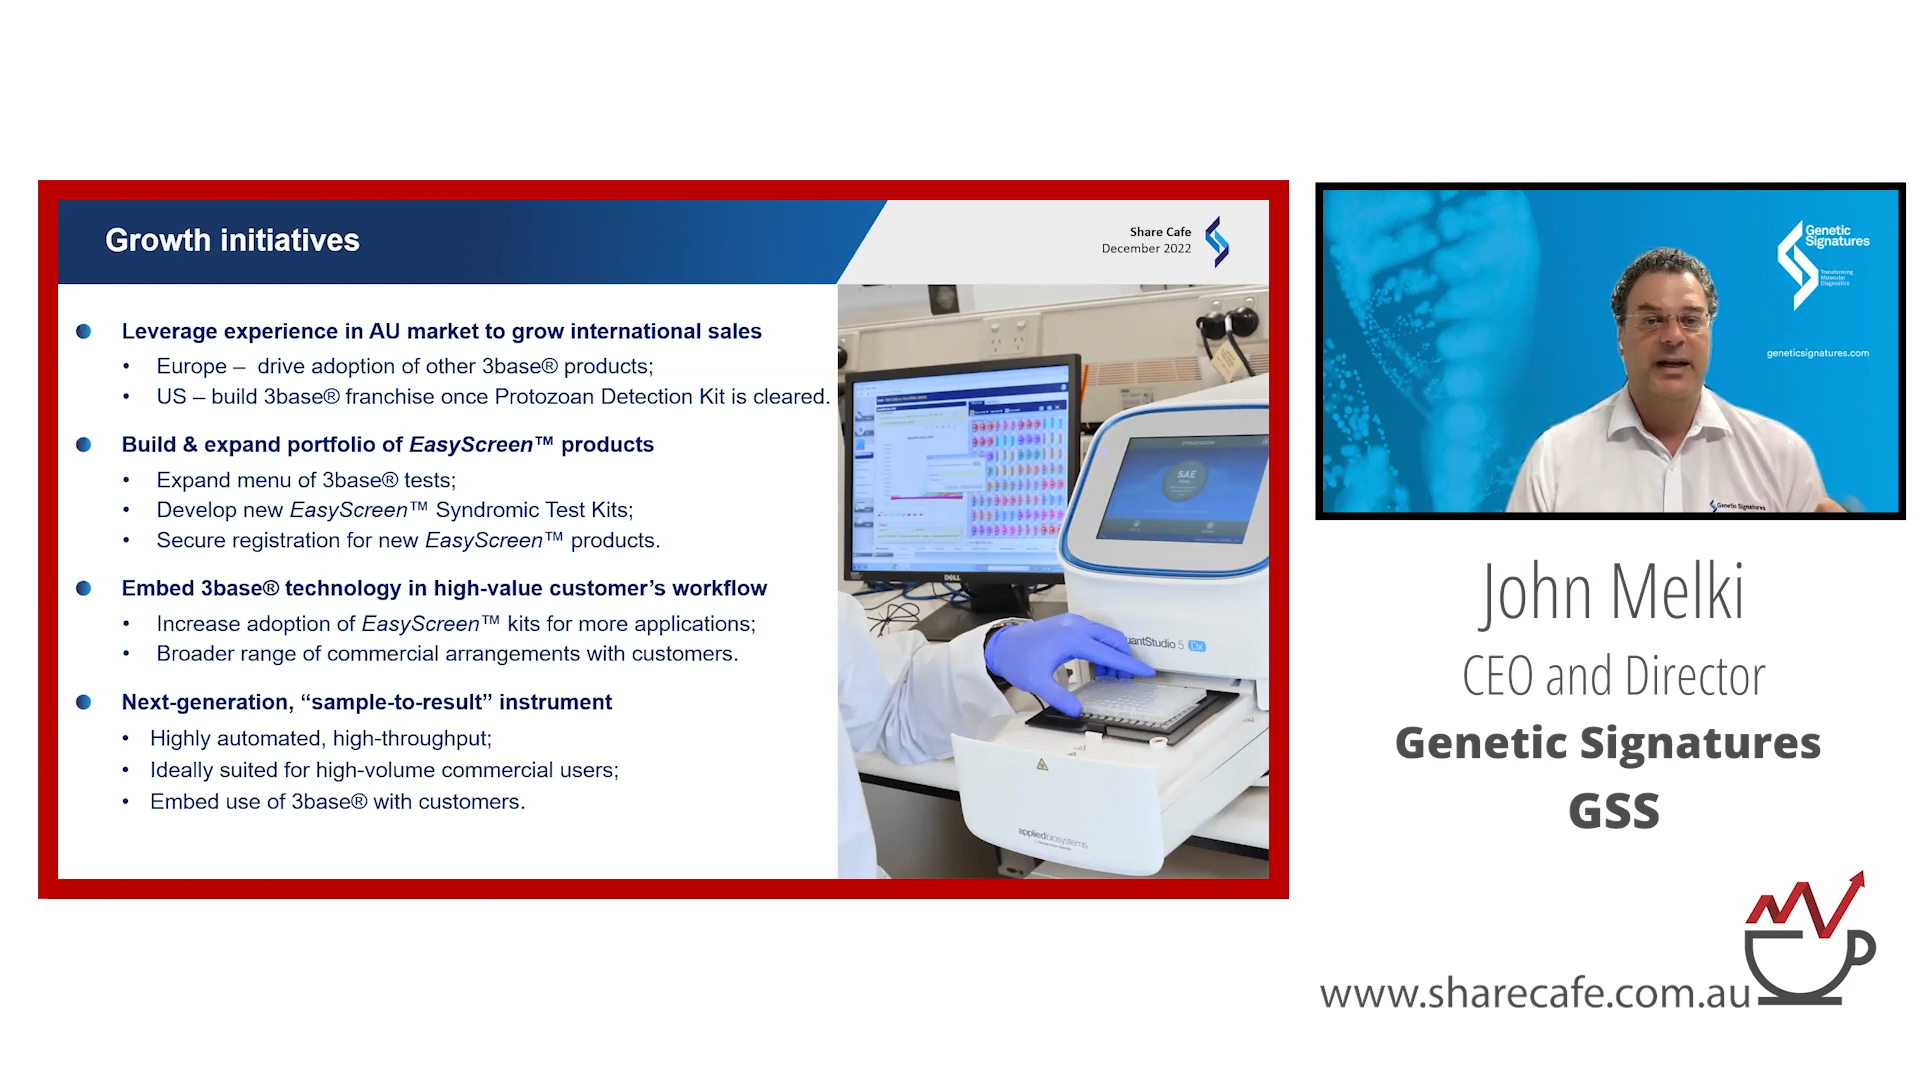 Growth initiatives
Share Cafe
December 2022
Leverage experience in AU market to grow international sales
• Europe – drive adoption of other 3base® products;
• US – build 3base® franchise once Protozoan Detection Kit is cleared.
Build & expand portfolio of EasyScreen™ products
• Expand menu of 3base® tests;
• Develop new EasyScreen™ Syndromic Test Kits;
• Secure registration for new EasyScreen™ products.
Embed 3base® technology in high-value customer’s workflow
• Increase adoption of EasyScreen™ kits for more applications;
• Broader range of commercial arrangements with customers.
Next-generation, “sample-to-result” instrument
• Highly automated, high-throughput;
• Ideally suited for high-volume commercial users;
• Embed use of 3base® with customers.
DELL
SAE
uantStudio 5 Dx
appliedbiosystems
Genetic
Signatures
Transforming
Molecular
Diagnostics
geneticsignatures.com
Genetic Signatures
John Melki
CEO and Director
Genetic Signatures
GSS
www.sharecafe.com.au